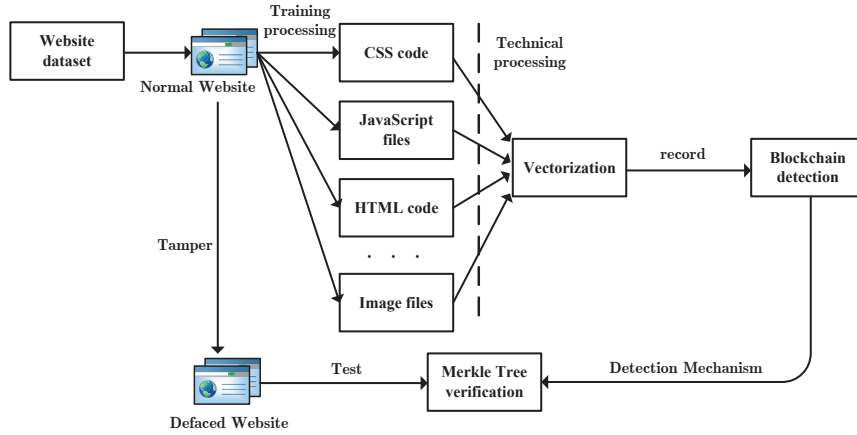 Website
dataset
Normal Website
Training
processing
CSS code
JavaScript
files
HTML code
. . .
Image files
Technical
processing
Vectorization
record
Blockchain
detection
Tamper
Defaced Website
Test
Merkle Tree
verification
Detection Mechanism